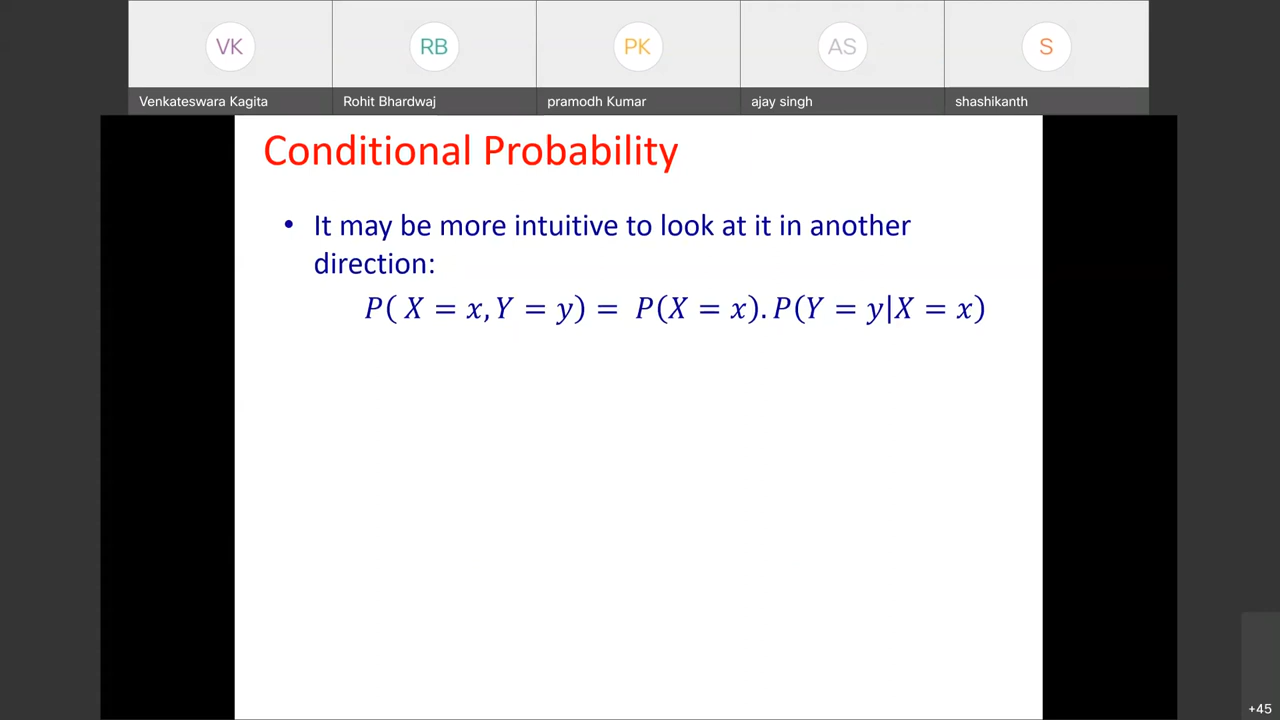 VK RB PK AS S
Venkateswara Kagita Rohit Bhardwaj pramodh Kumar ajay singh shashikanth
Conditional Probability
• It may be more intuitive to look at it in another
direction:
P( X = x, Y = y) = P(X = x). P(Y = y|X = x)
+45